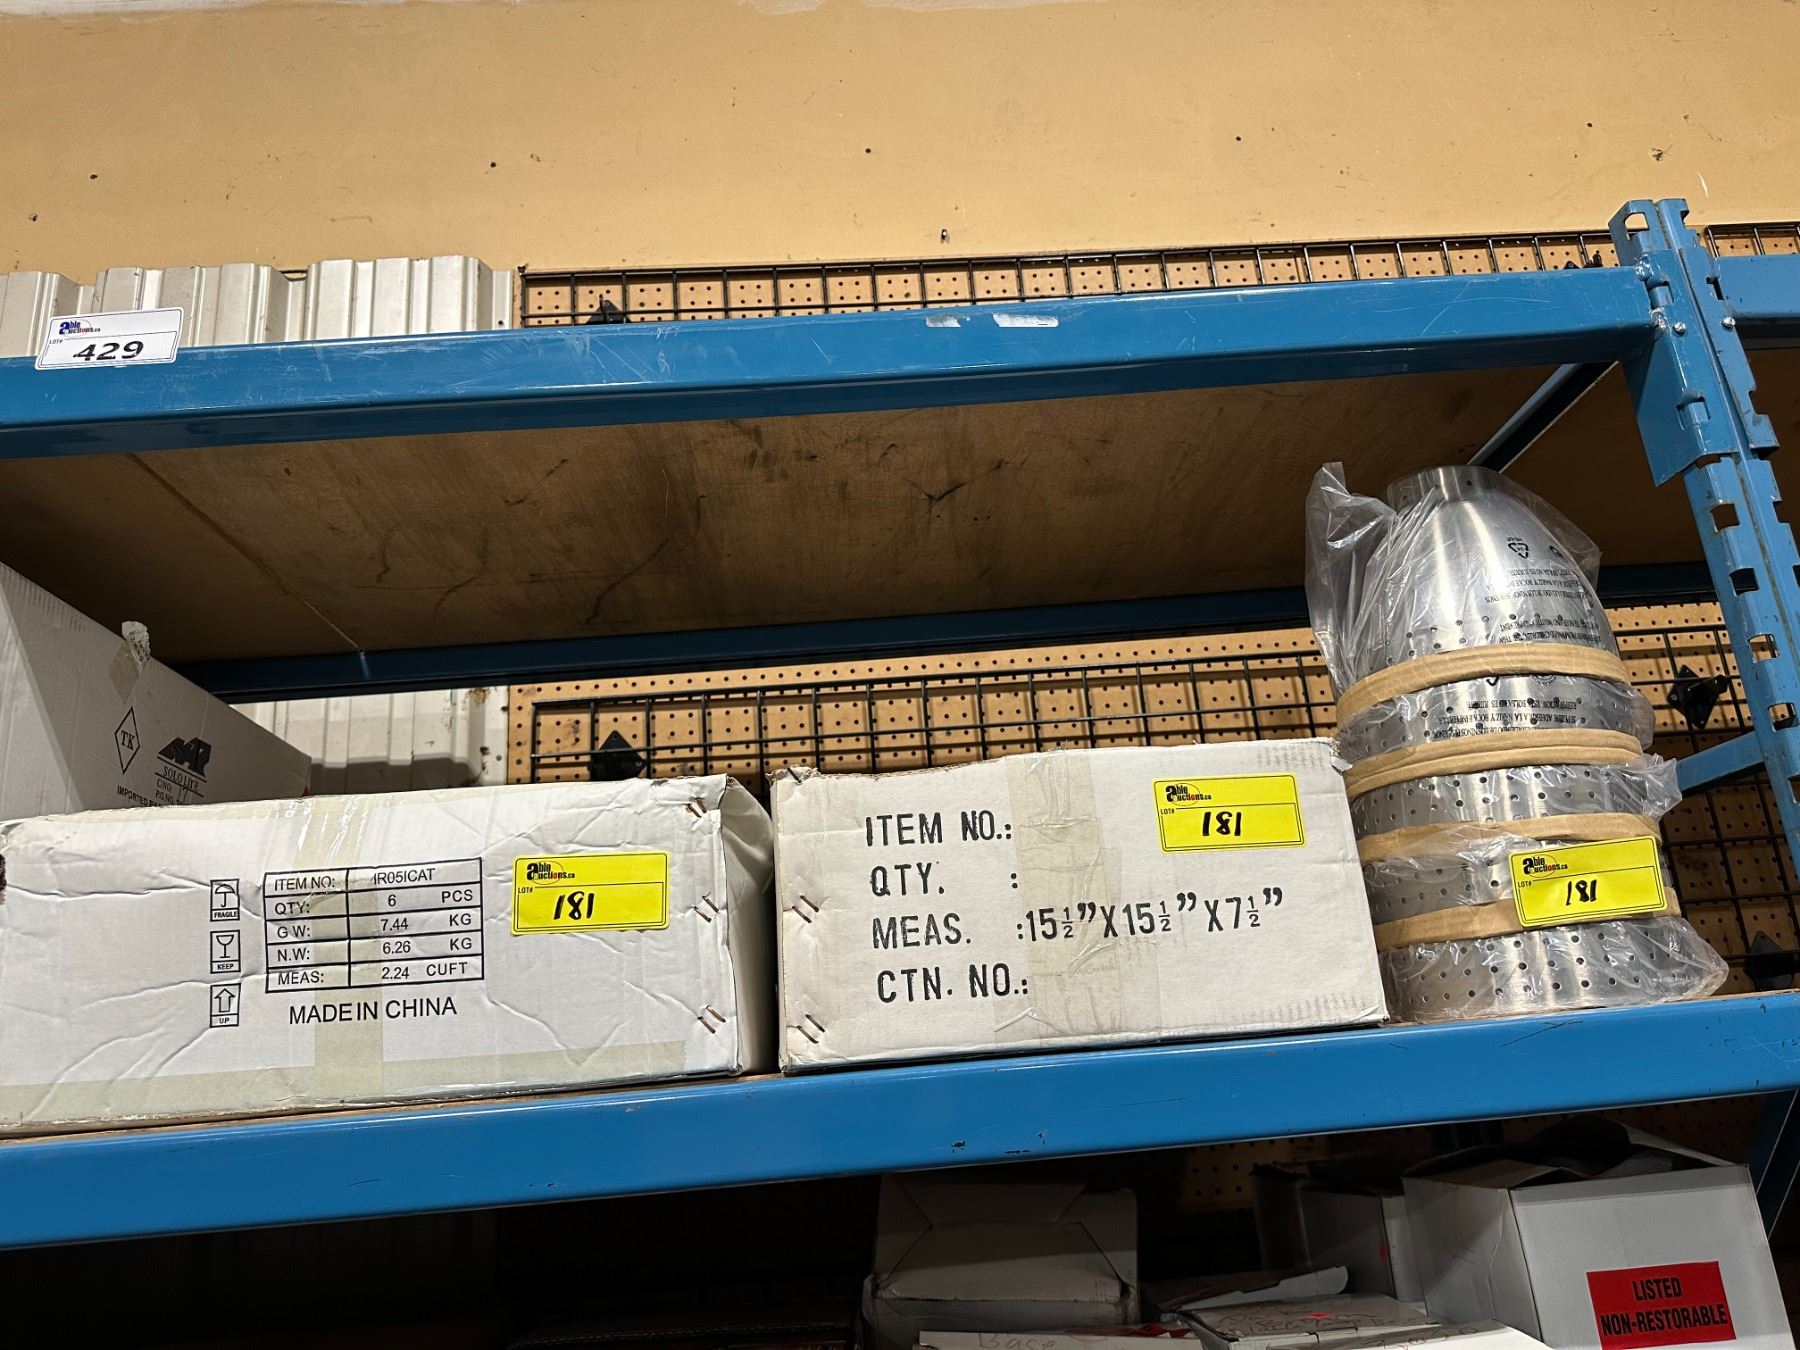 able auctions.ca
LOT# 429
TK
SOLO LITE
C/NO:
P.O.NO.
ITEM NO: IR05ICAT
QTY: 6 PCS
G W: 7.44 KG
N.W: 6.26 KG
MEAS: 2.24 CUFT
MADE IN CHINA
FRAGILE
KEEP
UP
able auctions.ca
LOT# 181
ITEM NO.:
QTY. :
MEAS. :15½"X15½"X7½"
CTN. NO.:
able auctions.ca
LOT# 181
able auctions.ca
LOT# 181
LISTED
NON-RESTORABLE
Base